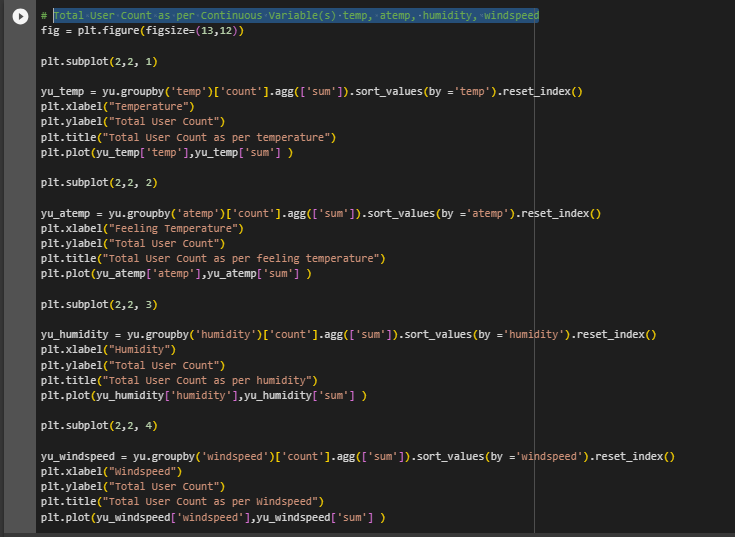 # Total User Count as per Continuous Variable(s) temp, atemp, humidity, windspeed
fig = plt.figure(figsize=(13,12))
plt.subplot(2,2, 1)
yu_temp = yu.groupby('temp')['count'].agg(['sum']).sort_values(by ='temp').reset_index()
plt.xlabel("Temperature")
plt.ylabel("Total User Count")
plt.title("Total User Count as per temperature")
plt.plot(yu_temp['temp'],yu_temp['sum'] )
plt.subplot(2,2, 2)
yu_atemp = yu.groupby('atemp')['count'].agg(['sum']).sort_values(by ='atemp').reset_index()
plt.xlabel("Feeling Temperature")
plt.ylabel("Total User Count")
plt.title("Total User Count as per feeling temperature")
plt.plot(yu_atemp['atemp'],yu_atemp['sum'] )
plt.subplot(2,2, 3)
yu_humidity = yu.groupby('humidity')['count'].agg(['sum']).sort_values(by ='humidity').reset_index()
plt.xlabel("Humidity")
plt.ylabel("Total User Count")
plt.title("Total User Count as per humidity")
plt.plot(yu_humidity['humidity'],yu_humidity['sum'] )
plt.subplot(2,2, 4)
yu_windspeed = yu.groupby('windspeed')['count'].agg(['sum']).sort_values(by ='windspeed').reset_index()
plt.xlabel("Windspeed")
plt.ylabel("Total User Count")
plt.title("Total User Count as per Windspeed")
plt.plot(yu_windspeed['windspeed'],yu_windspeed['sum'] )